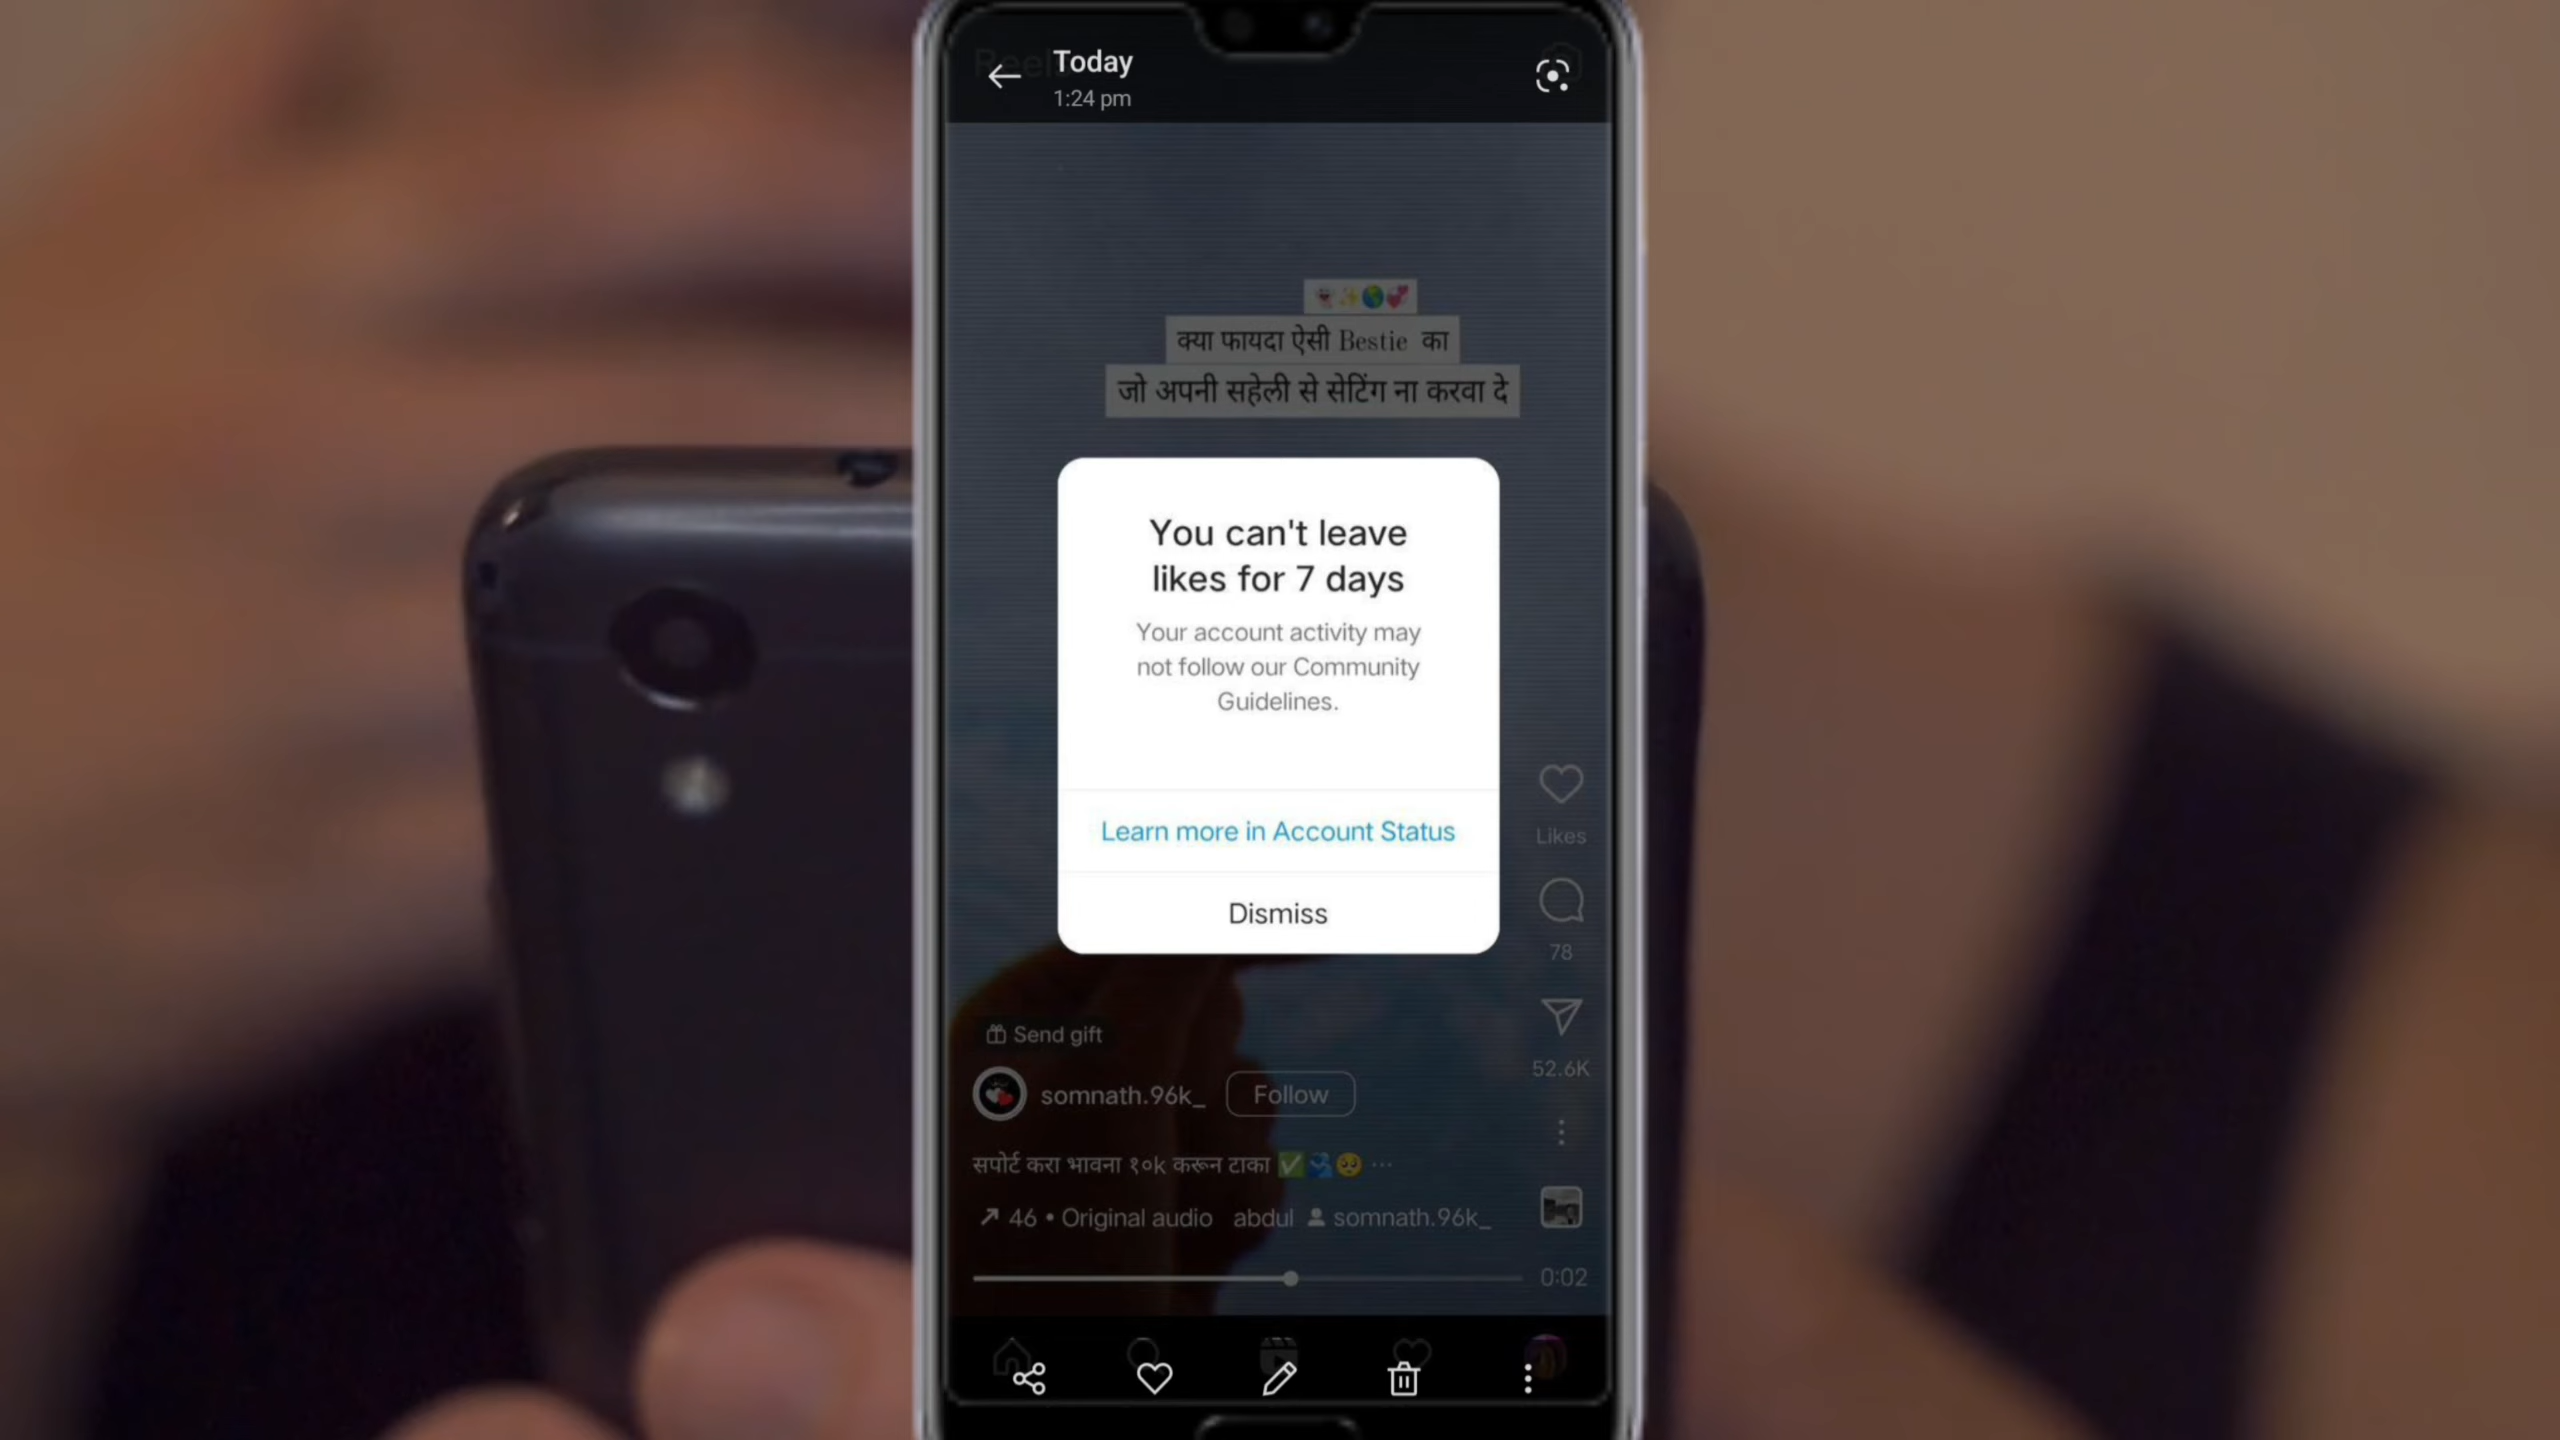 Today
1:24 pm
क्या फायदा ऐसी Bestie का
जो अपनी सहेली से सेटिंग ना करवा दे
You can't leave
likes for 7 days
Your account activity may
not follow our Community
Guidelines.
Learn more in Account Status
Dismiss
Likes
78
52.6K
Send gift
somnath.96k_
Follow
सपोर्ट करा भावना १०k करून टाका ✅🫂🥺 ...
46 • Original audio abdul somnath.96k_
0:02